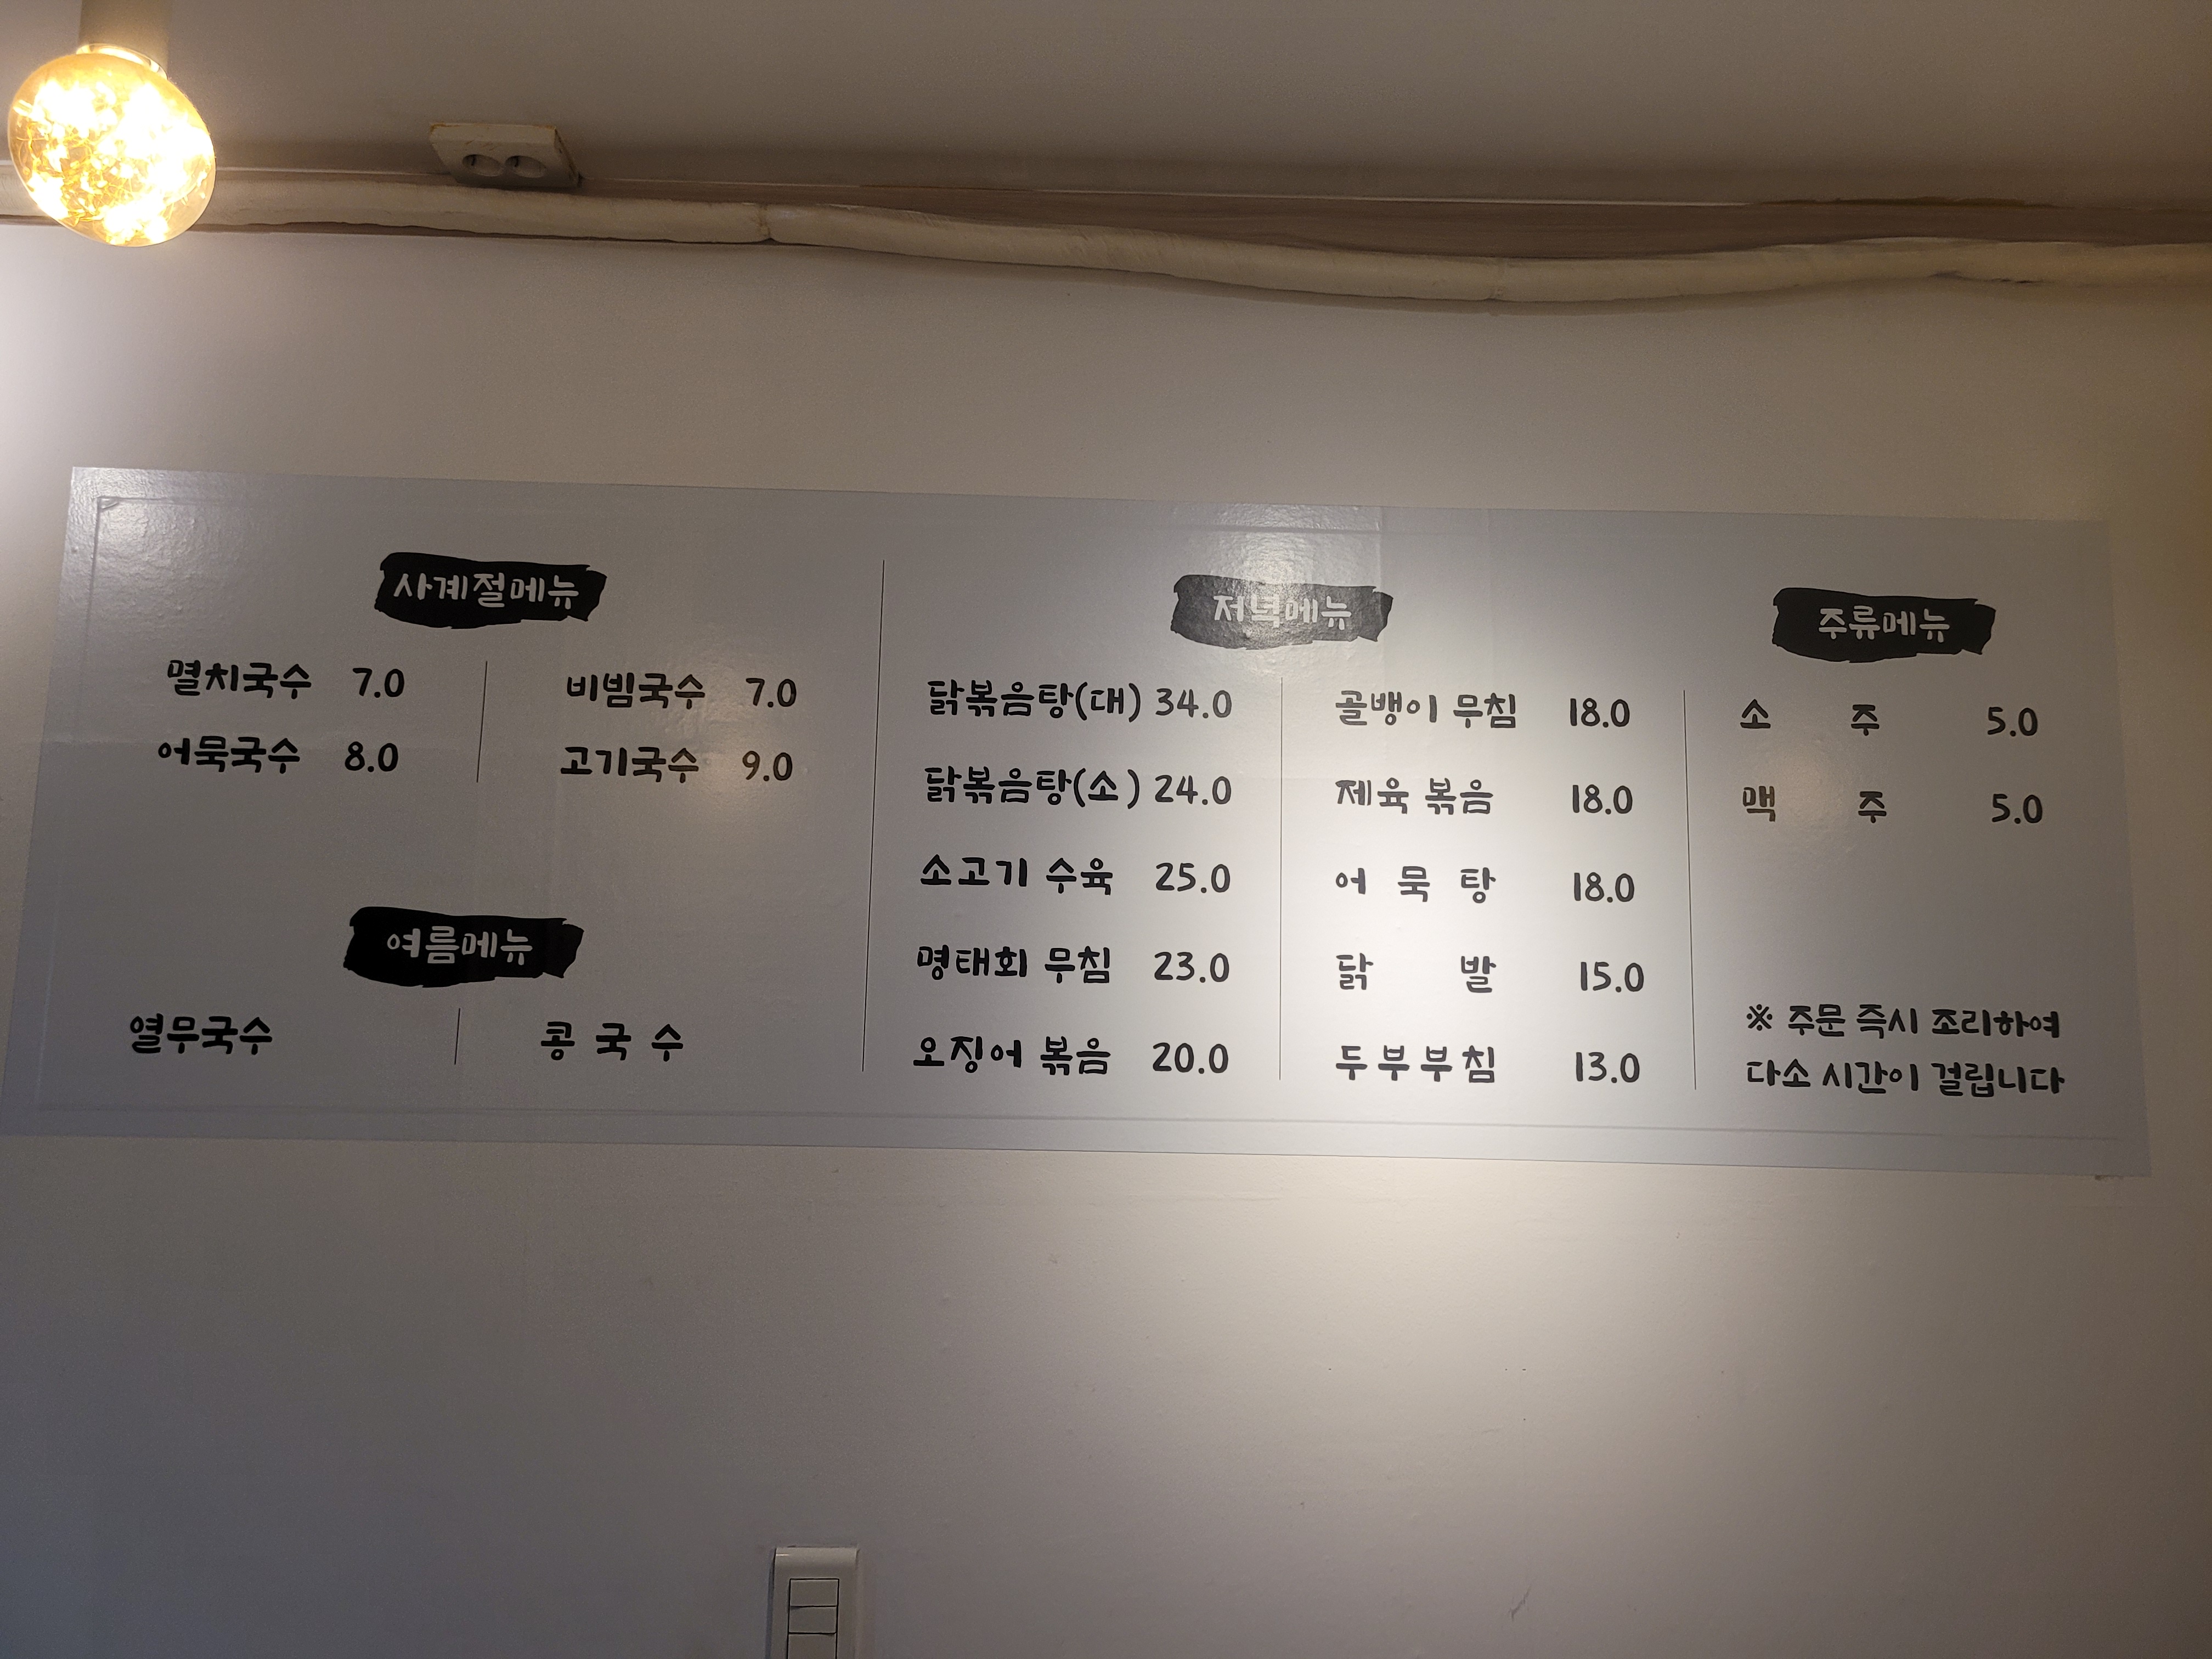 사계절메뉴
멸치국수 7.0
비빔국수 7.0
어묵국수 8.0
고기국수 9.0
여름메뉴
열무국수
콩 국 수
저녁메뉴
닭볶음탕(대) 34.0
닭볶음탕(소) 24.0
소고기 수육 25.0
명태회 무침 23.0
오징어 볶음 20.0
골뱅이 무침 18.0
제육 볶음 18.0
어 묵 탕 18.0
닭 발 15.0
두부부침 13.0
주류메뉴
소 주 5.0
맥 주 5.0
※ 주문 즉시 조리하여
다소 시간이 걸립니다